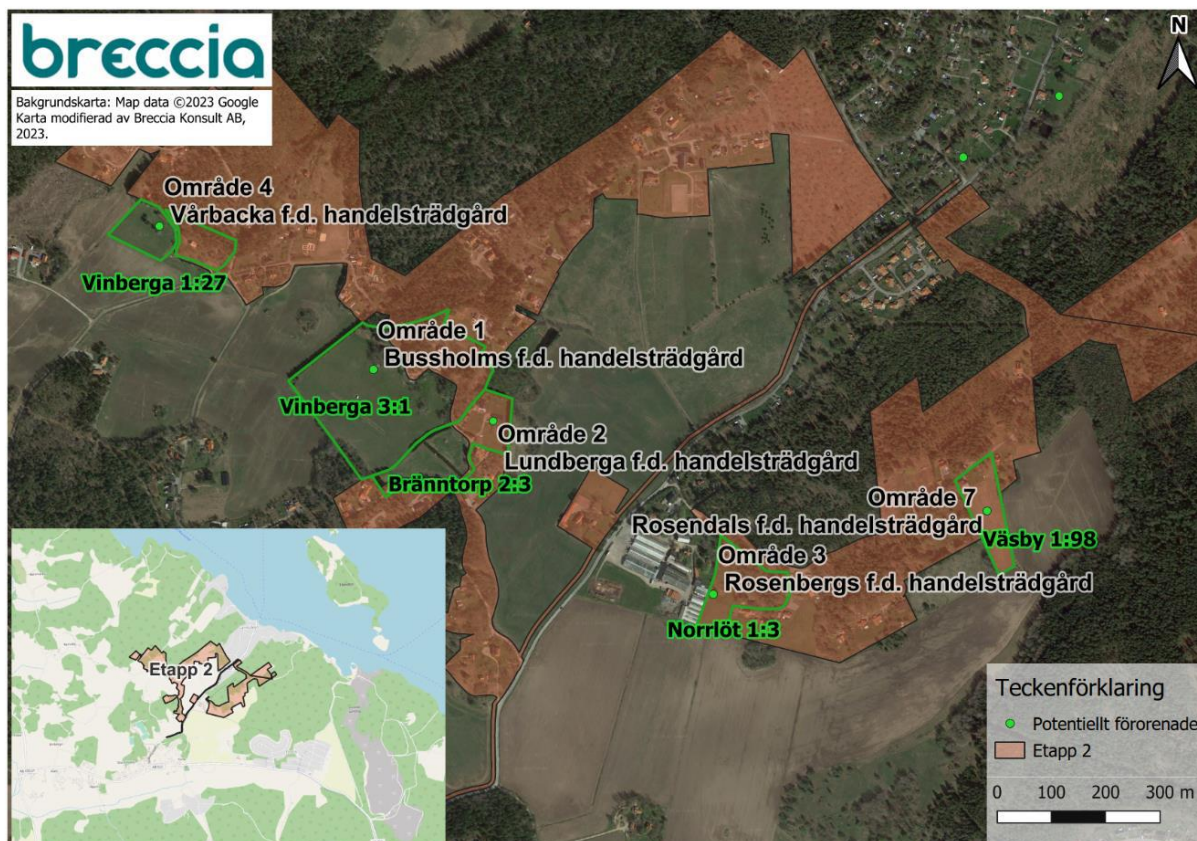 breccia
Bakgrundskarta: Map data ©2023 Google
Karta modifierad av Breccia Konsult AB,
2023.
N
Område 4
Vårbacka f.d. handelsträdgård
Vinberga 1:27
Område 1
Bussholms f.d. handelsträdgård
Vinberga 3:1
Område 2
Lundberga f.d. handelsträdgård
Bränntorp 2:3
Område 7
Rosendals f.d. handelsträdgård
Väsby 1:98
Område 3
Rosenbergs f.d. handelsträdgård
Norrlöt 1:3
Etapp 2
Teckenförklaring
Potentiellt förorenade
Etapp 2
0 100 200 300 m